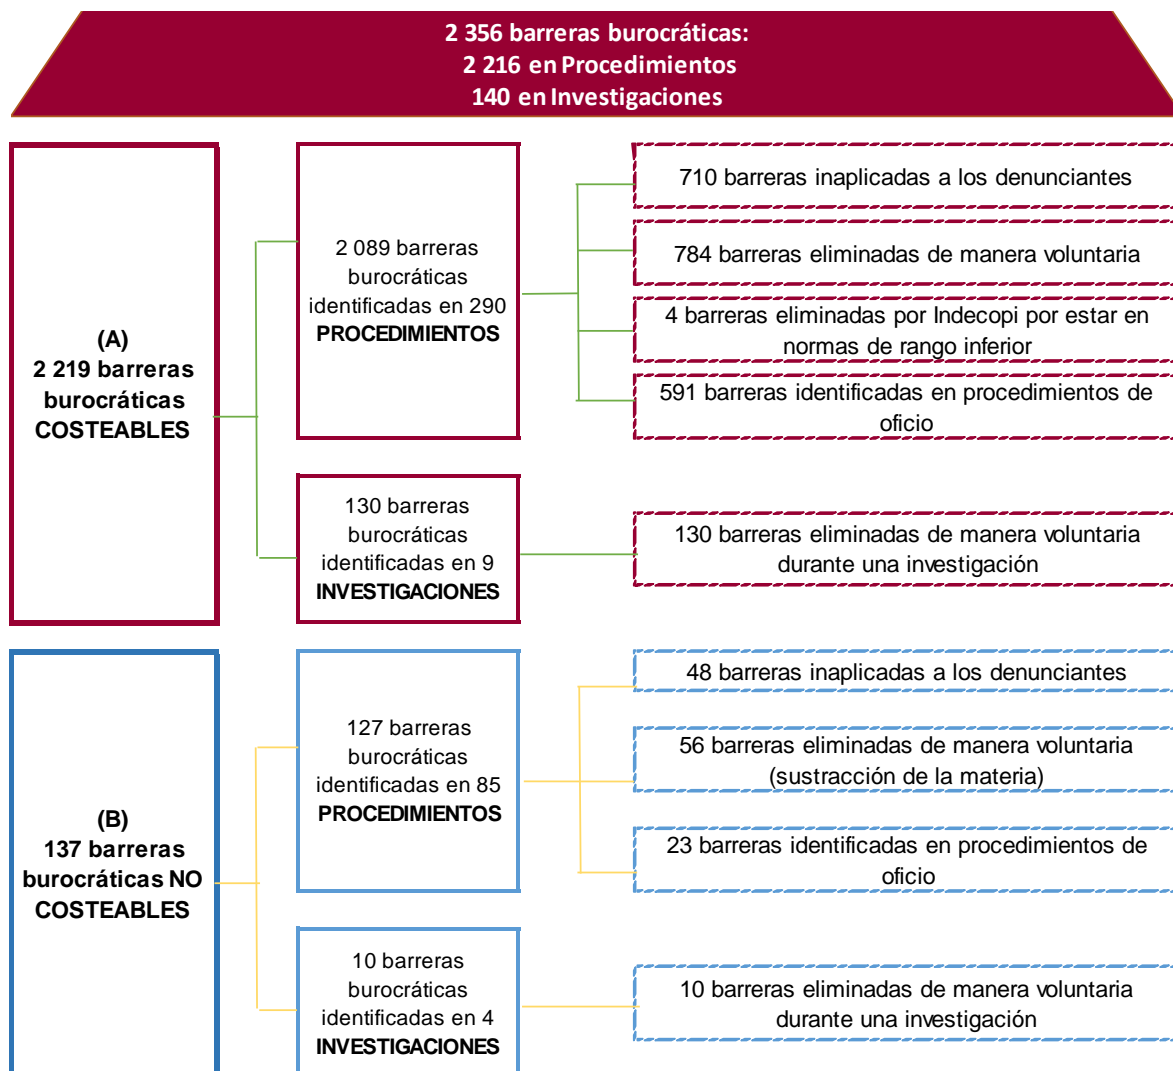 2 356 barreras burocráticas:
2 216 en Procedimientos
140 en Investigaciones
(A)
2 219 barreras
burocráticas
COSTEABLES
2 089 barreras
burocráticas
identificadas en 290
PROCEDIMIENTOS
710 barreras inaplicadas a los denunciantes
784 barreras eliminadas de manera voluntaria
4 barreras eliminadas por Indecopi por estar en
normas de rango inferior
591 barreras identificadas en procedimientos de
oficio
130 barreras
burocráticas
identificadas en 9
INVESTIGACIONES
130 barreras eliminadas de manera voluntaria
durante una investigación
(B)
137 barreras
burocráticas NO
COSTEABLES
127 barreras
burocráticas
identificadas en 85
PROCEDIMIENTOS
48 barreras inaplicadas a los denunciantes
56 barreras eliminadas de manera voluntaria
(sustracción de la materia)
23 barreras identificadas en procedimientos de
oficio
10 barreras
burocráticas
identificadas en 4
INVESTIGACIONES
10 barreras eliminadas de manera voluntaria
durante una investigación